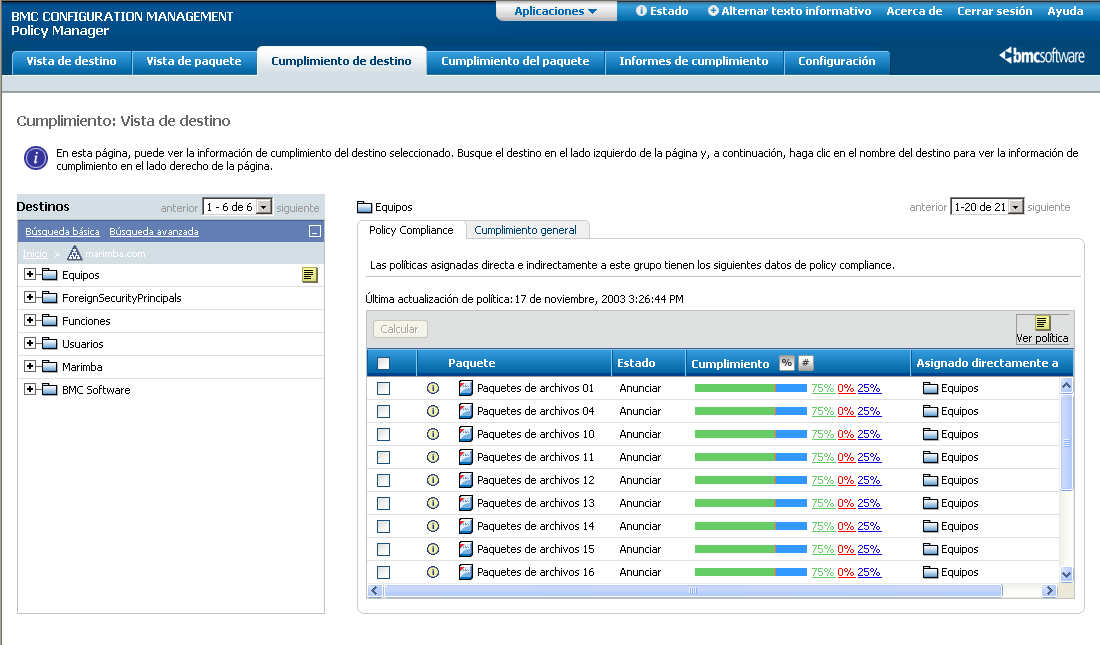 BMC CONFIGURATION MANAGEMENT
Policy Manager
Aplicaciones
Estado
Alternar texto informativo
Acerca de
Cerrar sesión
Ayuda
bmcsoftware
Vista de destino
Vista de paquete
Cumplimiento de destino
Cumplimiento del paquete
Informes de cumplimiento
Configuración
Cumplimiento: Vista de destino
En esta página, puede ver la información de cumplimiento del destino seleccionado. Busque el destino en el lado izquierdo de la página y, a continuación, haga clic en el nombre del destino para ver la información de
cumplimiento en el lado derecho de la página.
Destinos
anterior 1 - 6 de 6 siguiente
Búsqueda básica Búsqueda avanzada
Inicio > marimba.com
Equipos
ForeignSecurityPrincipals
Funciones
Usuarios
Marimba
BMC Software
Equipos
anterior 1-20 de 21 siguiente
Policy Compliance
Cumplimiento general
Las políticas asignadas directa e indirectamente a este grupo tienen los siguientes datos de policy compliance.
Última actualización de política: 17 de noviembre, 2003 3:26:44 PM
Calcular
Ver política
Paquete Estado Cumplimiento % # Asignado directamente a
Paquetes de archivos 01 Anunciar 75% 0% 25% Equipos
Paquetes de archivos 04 Anunciar 75% 0% 25% Equipos
Paquetes de archivos 10 Anunciar 75% 0% 25% Equipos
Paquetes de archivos 11 Anunciar 75% 0% 25% Equipos
Paquetes de archivos 12 Anunciar 75% 0% 25% Equipos
Paquetes de archivos 13 Anunciar 75% 0% 25% Equipos
Paquetes de archivos 14 Anunciar 75% 0% 25% Equipos
Paquetes de archivos 15 Anunciar 75% 0% 25% Equipos
Paquetes de archivos 16 Anunciar 75% 0% 25% Equipos